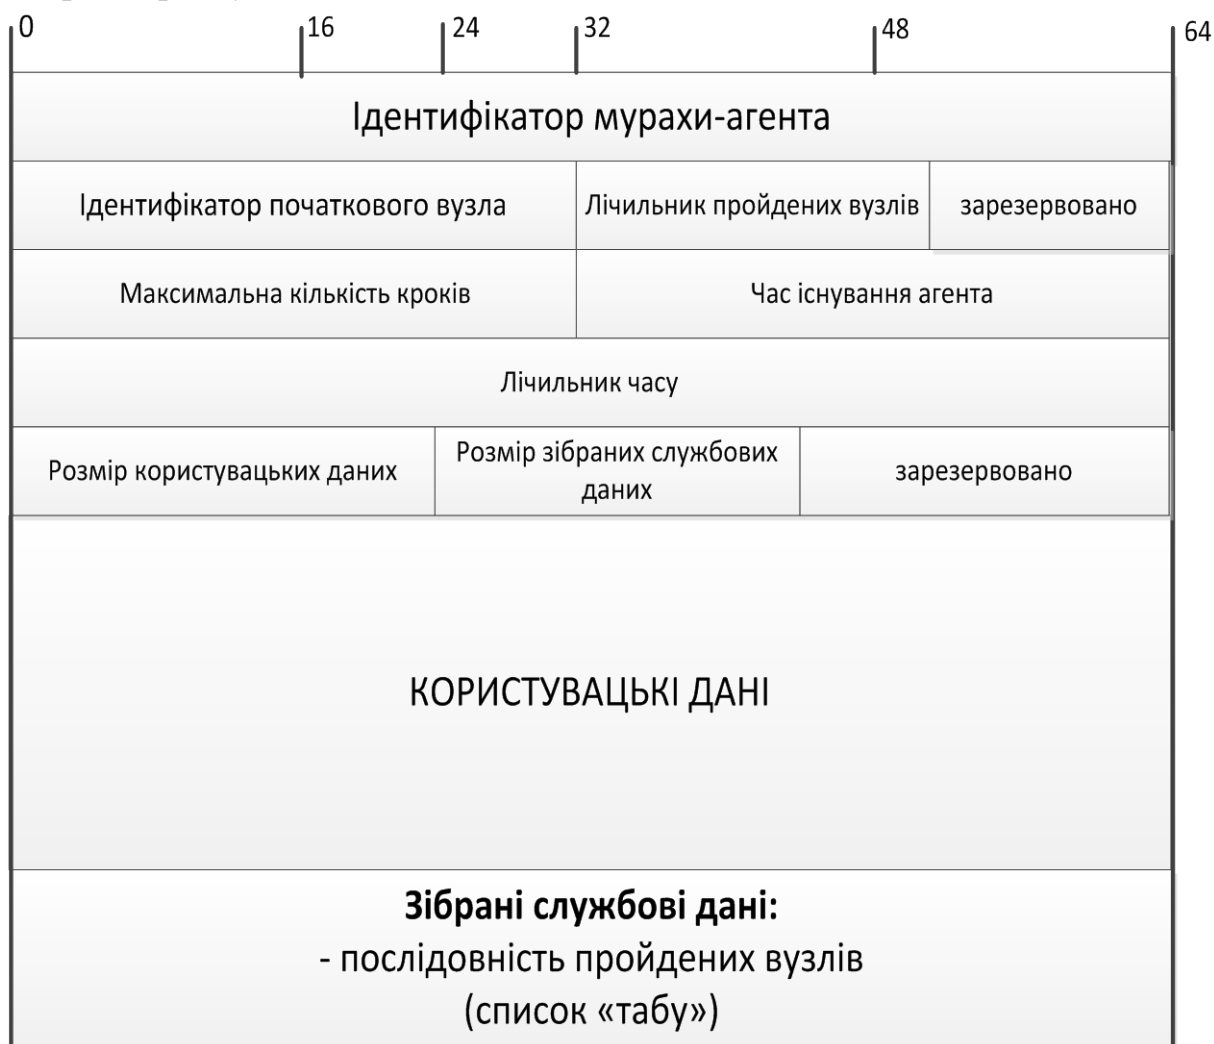 0 16 24 32 48 64
Ідентифікатор мурахи-агента
Ідентифікатор початкового вузла Лічильник пройдених вузлів зарезервовано
Максимальна кількість кроків Час існування агента
Лічильник часу
Розмір користувацьких даних Розмір зібраних службових даних зарезервовано
КОРИСТУВАЦЬКІ ДАНІ
Зібрані службові дані:
- послідовність пройдених вузлів
(список «табу»)